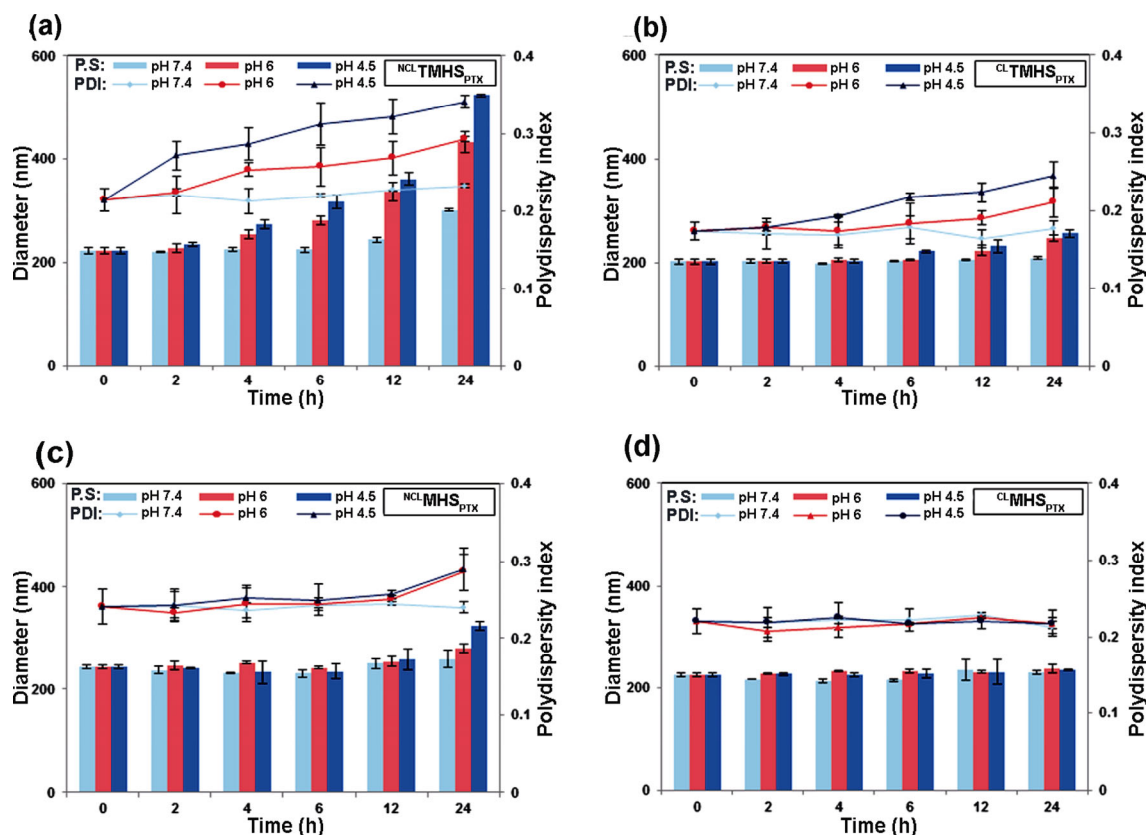 (a)
600
400
200
0
0.4
0.3
0.2
0.1
0
P.S: pH 7.4 pH 6 pH 4.5
PDI: pH 7.4 pH 6 pH 4.5
NCLTMHSPTX
Diameter (nm)
Polydispersity index
0 2 4 6 12 24
Time (h)
(b)
600
400
200
0
0.4
0.3
0.2
0.1
0
P.S: pH 7.4 pH 6 pH 4.5
PDI: pH 7.4 pH 6 pH 4.5
CLTMHSPTX
Diameter (nm)
Polydispersity index
0 2 4 6 12 24
Time (h)
(c)
600
400
200
0
0.4
0.3
0.2
0.1
0
P.S: pH 7.4 pH 6 pH 4.5
PDI: pH 7.4 pH 6 pH 4.5
NCLMHSPTX
Diameter (nm)
Polydispersity index
0 2 4 6 12 24
Time (h)
(d)
600
400
200
0
0.4
0.3
0.2
0.1
0
P.S: pH 7.4 pH 6 pH 4.5
PDI: pH 7.4 pH 6 pH 4.5
CLMHSPTX
Diameter (nm)
Polydispersity index
0 2 4 6 12 24
Time (h)